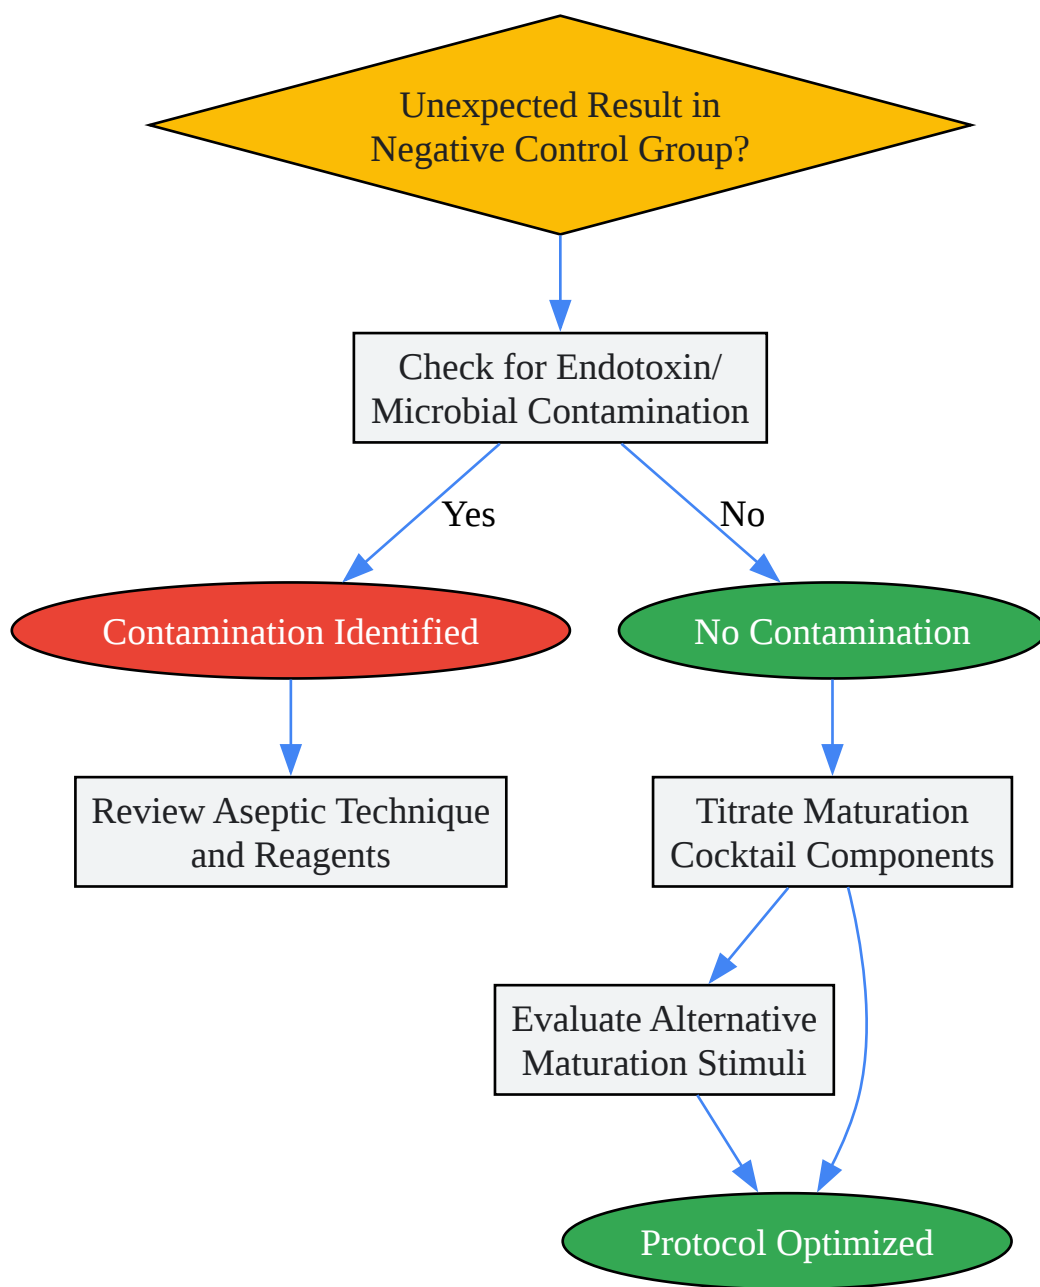 Unexpected Result in
Negative Control Group?
Check for Endotoxin/
Microbial Contamination
Yes
No
Contamination Identified
No Contamination
Review Aseptic Technique
and Reagents
Titrate Maturation
Cocktail Components
Evaluate Alternative
Maturation Stimuli
Protocol Optimized